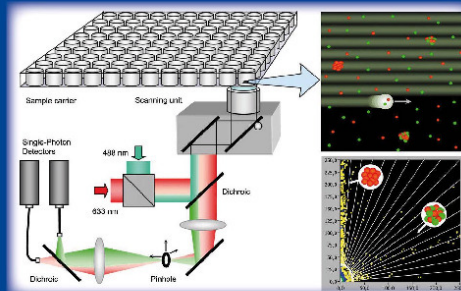 Sample carrier
Scanning unit
Single-Photon
Detectors
488 nm
Dichroic
633 nm
Dichroic
Pinhole